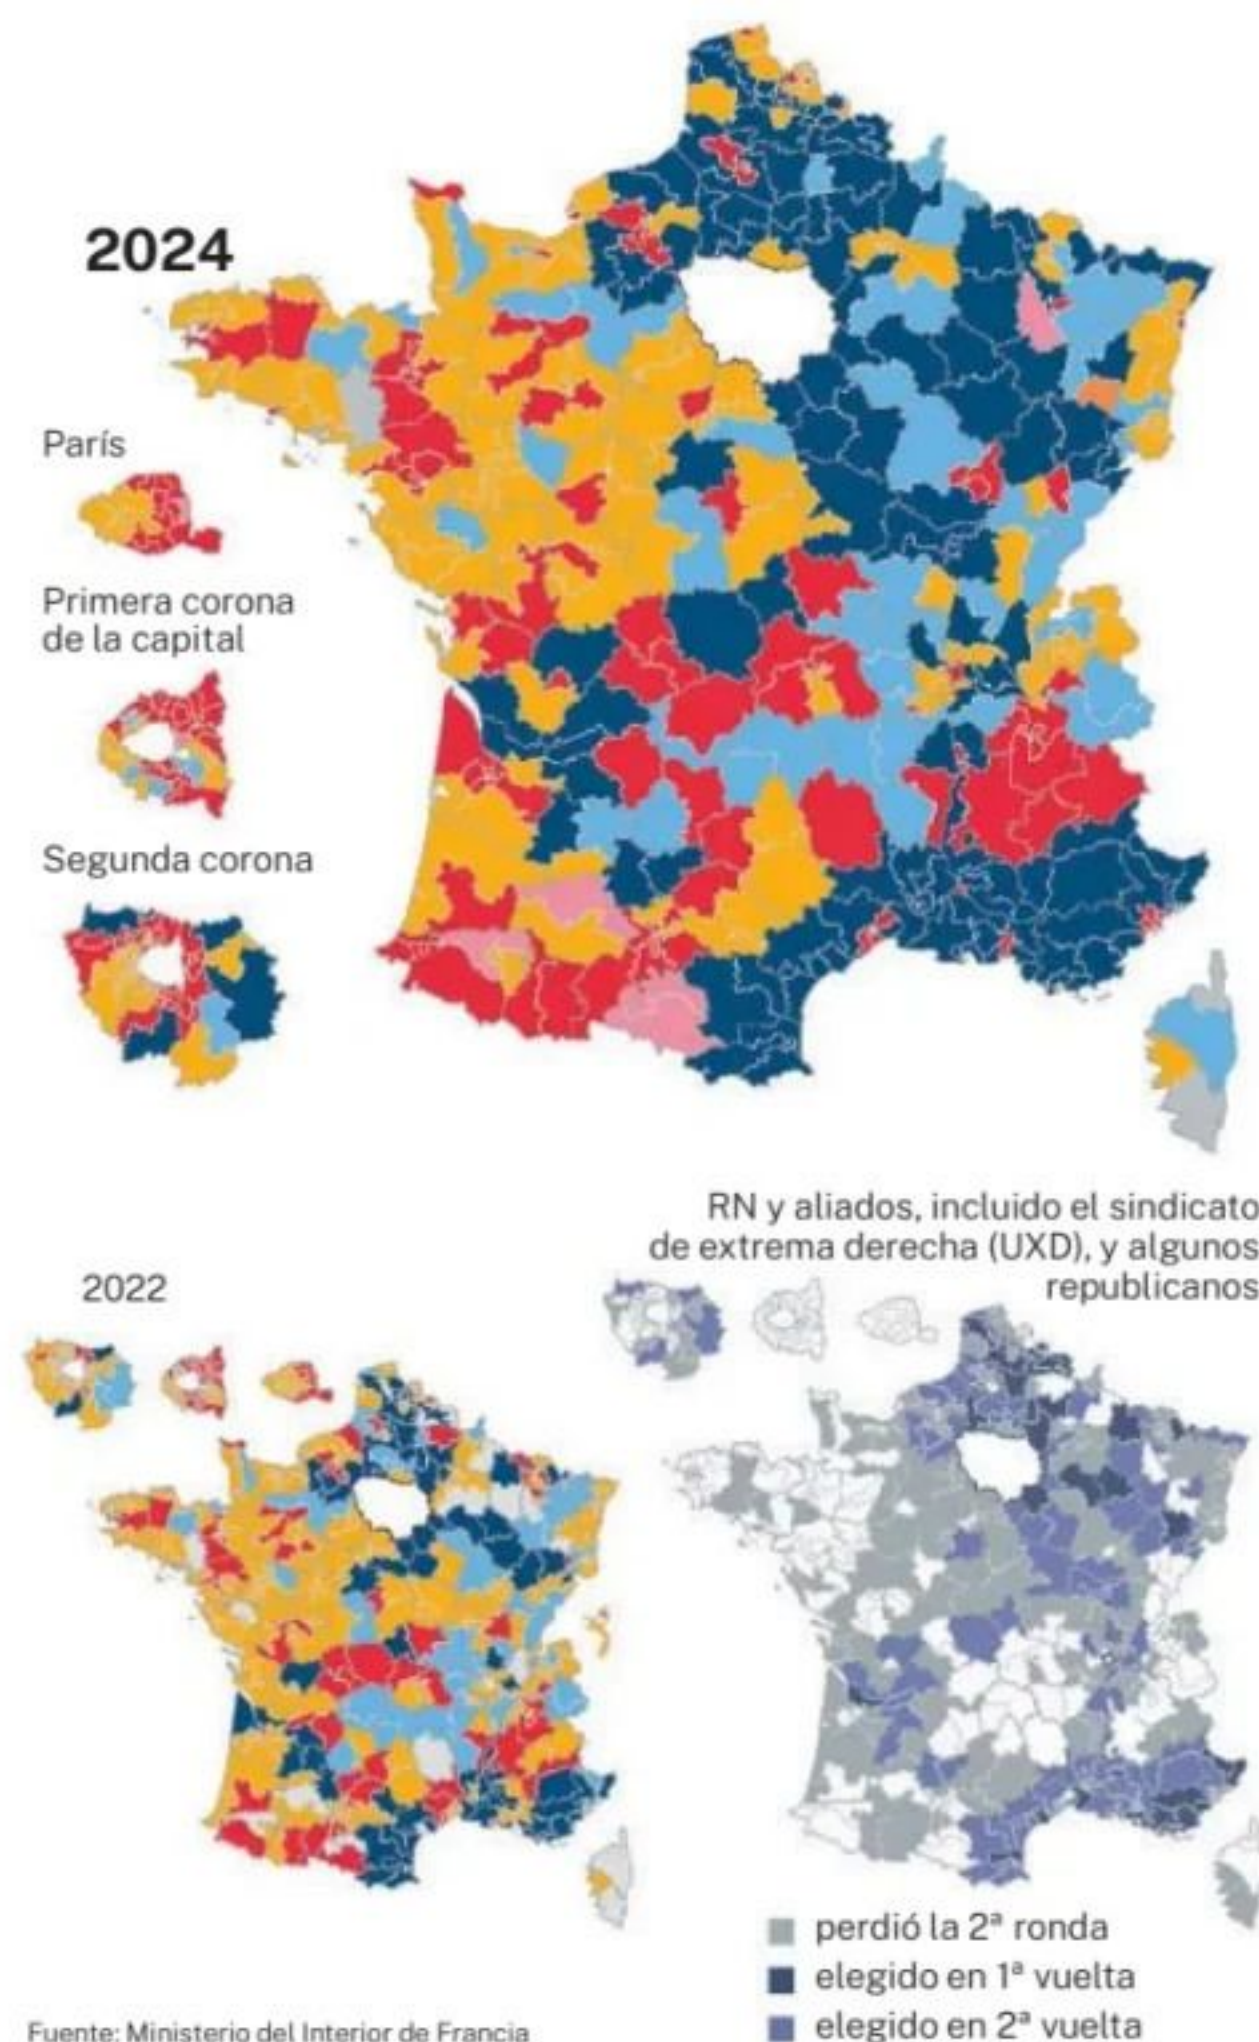 2024
París
Primera corona
de la capital
Segunda corona
RN y aliados, incluido el sindicato
de extrema derecha (UXD), y algunos
republicanos
2022
perdió la 2ª ronda
elegido en 1ª vuelta
elegido en 2ª vuelta
Fuente: Ministerio del Interior de Francia